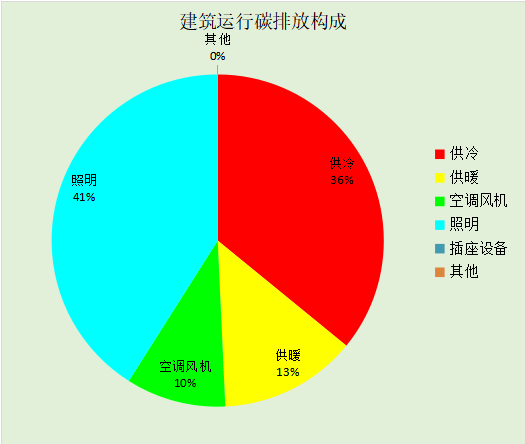 建筑运行碳排放构成
其他
0%
供冷
36%
照明
41%
供暖
13%
空调风机
10%
供冷
供暖
空调风机
照明
插座设备
其他